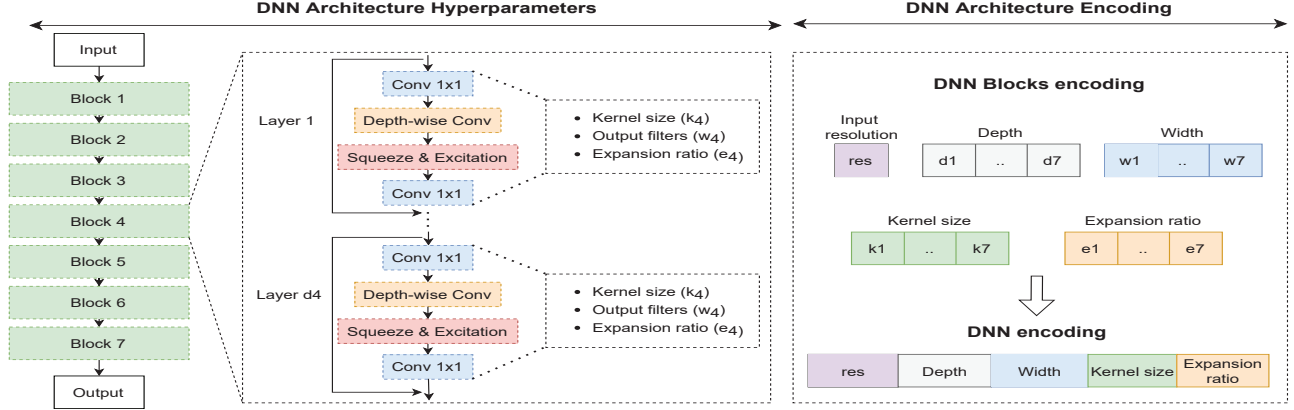 DNN Architecture Hyperparameters
Input
Block 1
Block 2
Block 3
Block 4
Block 5
Block 6
Block 7
Output
Layer 1
Conv 1x1
Depth-wise Conv
Squeeze & Excitation
Conv 1x1
• Kernel size (k4)
• Output filters (w4)
• Expansion ratio (e4)
Layer d4
Conv 1x1
Depth-wise Conv
Squeeze & Excitation
Conv 1x1
• Kernel size (k4)
• Output filters (w4)
• Expansion ratio (e4)
DNN Architecture Encoding
DNN Blocks encoding
Input
resolution
res
Depth
d1 .. d7
Width
w1 .. w7
Kernel size
k1 .. k7
Expansion ratio
e1 .. e7
DNN encoding
res Depth Width Kernel size Expansion
ratio